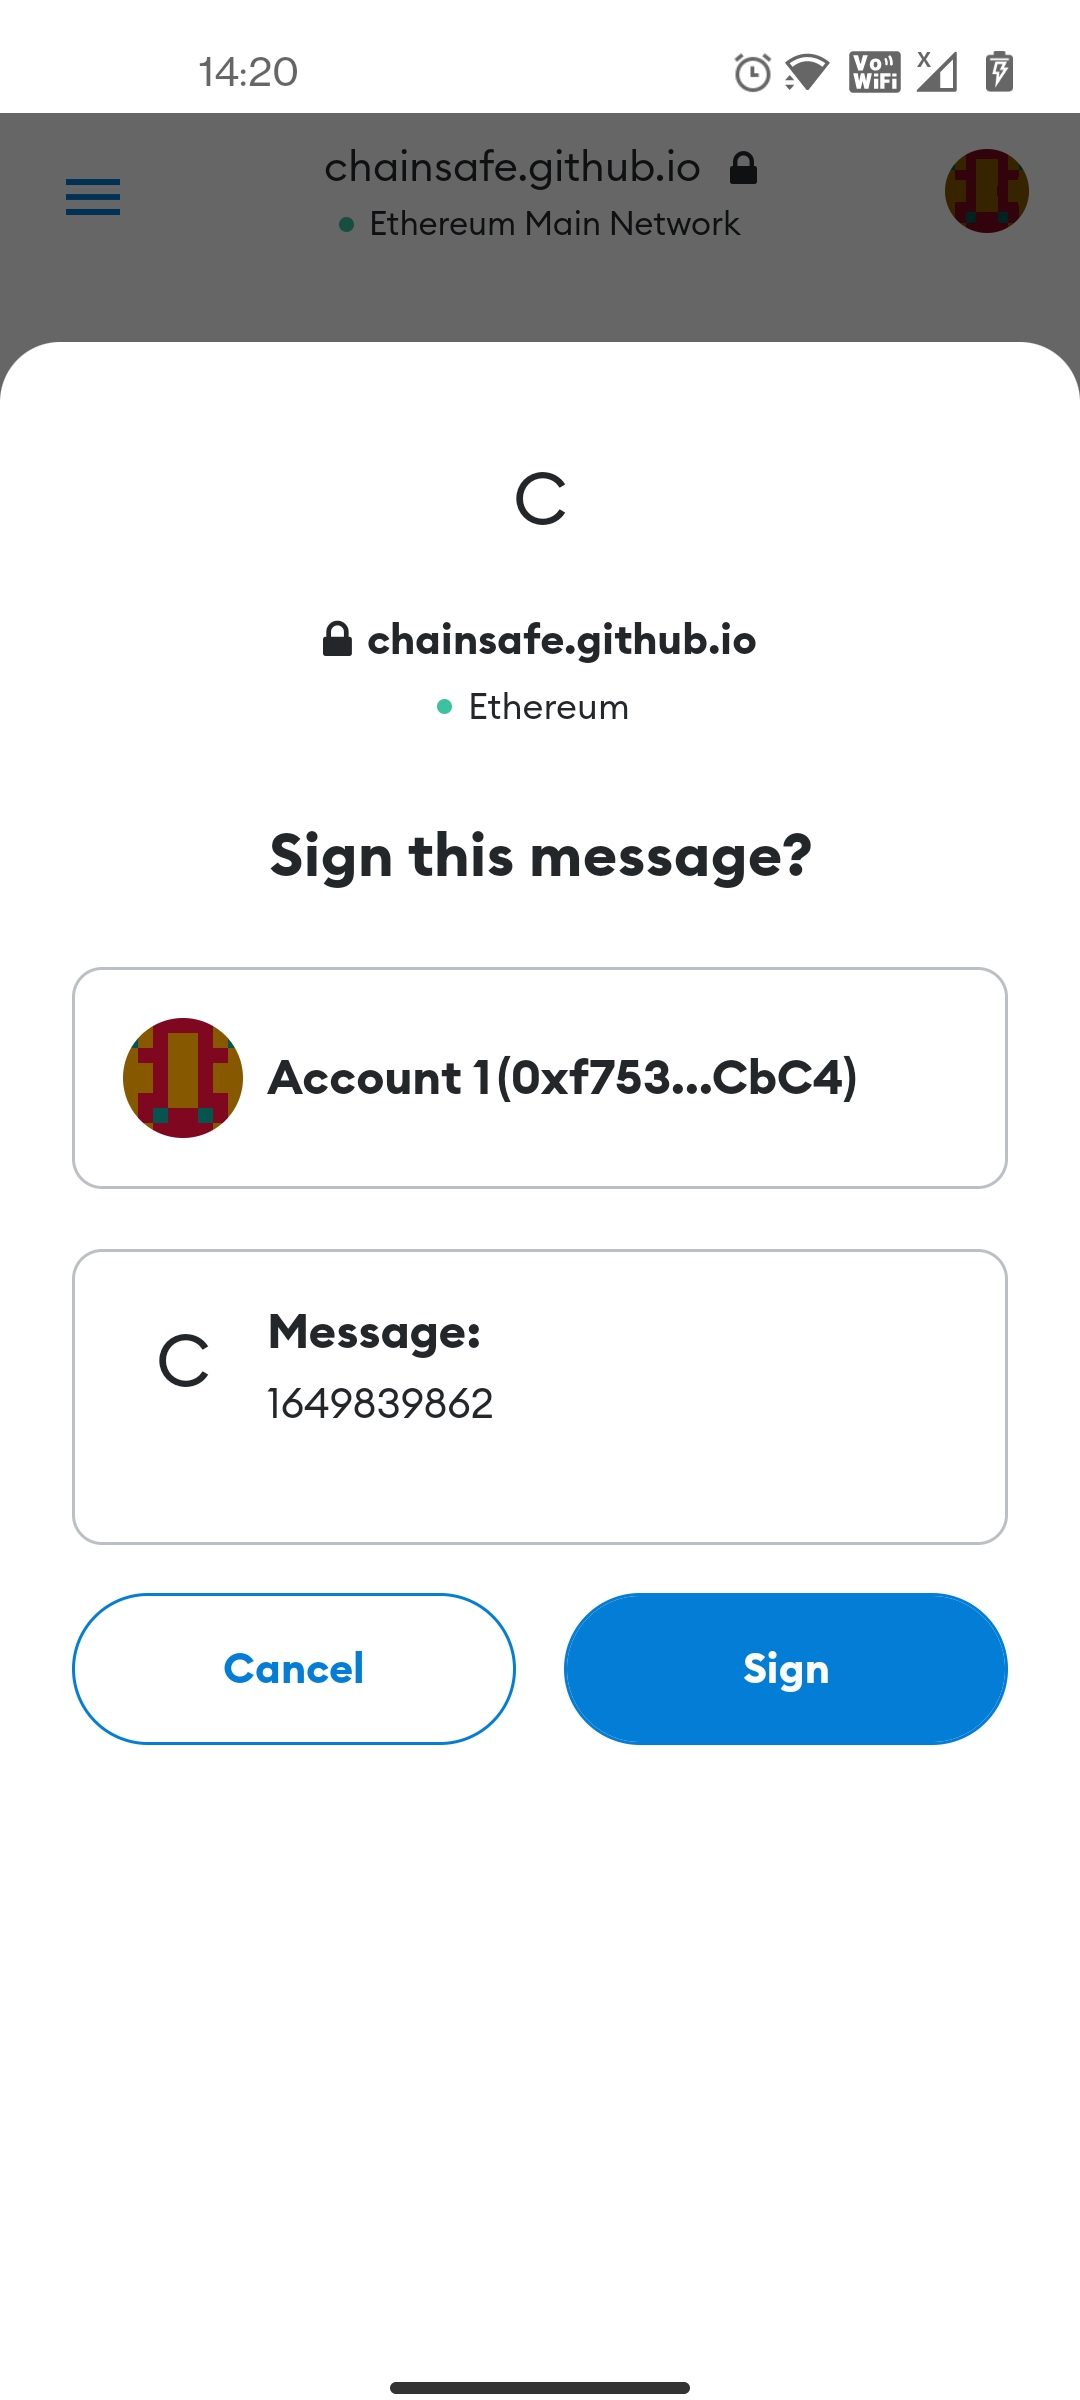 14:20
Vo WiFi
X
chainsafe.github.io
Ethereum Main Network
C
chainsafe.github.io
Ethereum
Sign this message?
Account 1 (0xf753...CbC4)
C
Message:
1649839862
Cancel
Sign